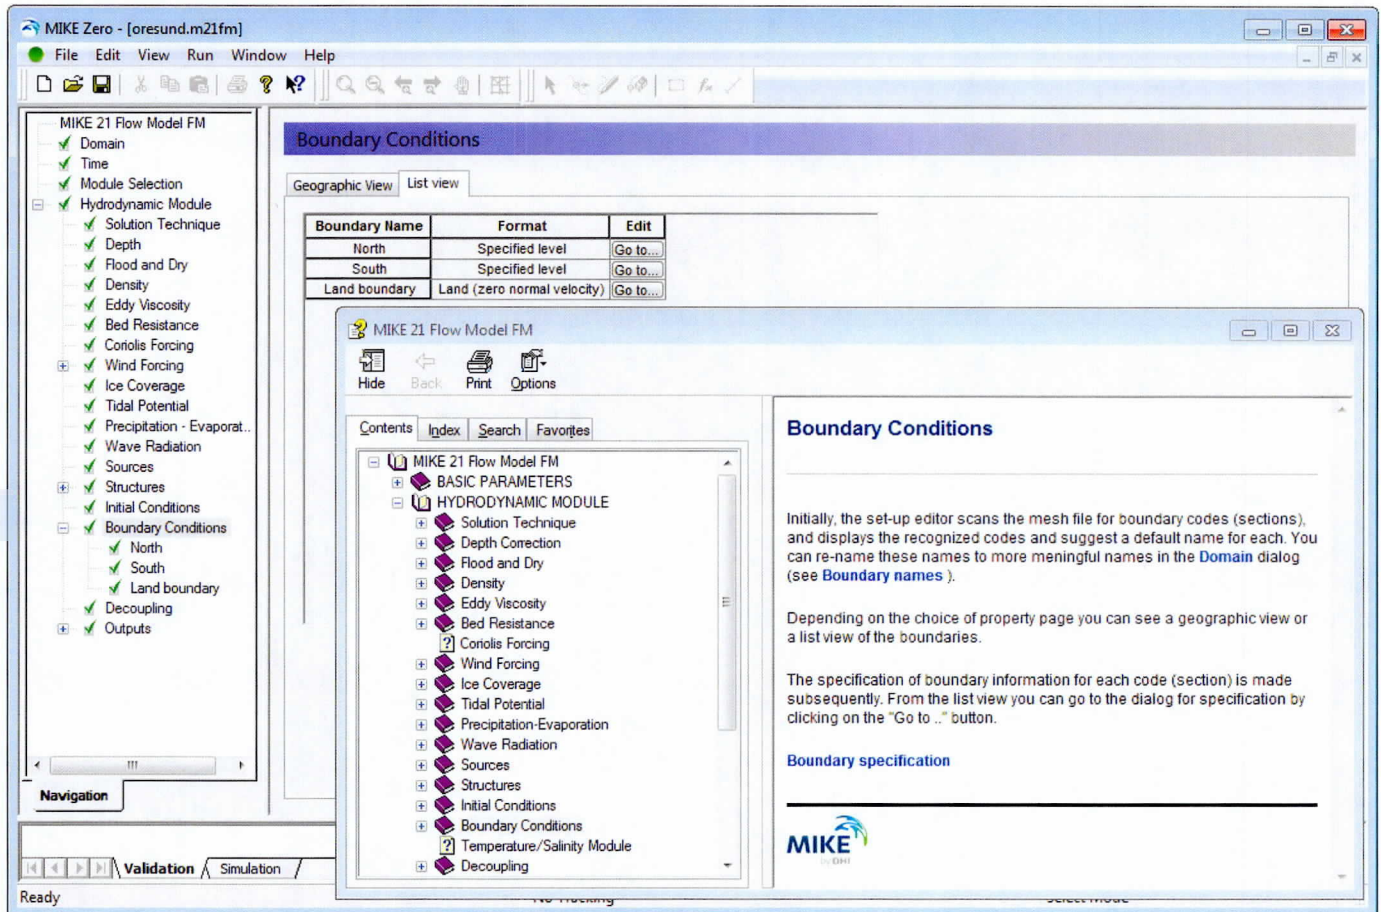 MIKE Zero - [oresund.m21fm]
File Edit View Run Window Help
MIKE 21 Flow Model FM
Domain
Time
Module Selection
Hydrodynamic Module
Solution Technique
Depth
Flood and Dry
Density
Eddy Viscosity
Bed Resistance
Coriolis Forcing
Wind Forcing
Ice Coverage
Tidal Potential
Precipitation - Evaporat..
Wave Radiation
Sources
Structures
Initial Conditions
Boundary Conditions
North
South
Land boundary
Decoupling
Outputs
Navigation
Boundary Conditions
Geographic View List view
Boundary Name Format Edit
North Specified level Go to...
South Specified level Go to...
Land boundary Land (zero normal velocity) Go to...
MIKE 21 Flow Model FM
Hide Back Print Options
Contents Index Search Favorites
MIKE 21 Flow Model FM
BASIC PARAMETERS
HYDRODYNAMIC MODULE
Solution Technique
Depth Correction
Flood and Dry
Density
Eddy Viscosity
Bed Resistance
Coriolis Forcing
Wind Forcing
Ice Coverage
Tidal Potential
Precipitation-Evaporation
Wave Radiation
Sources
Structures
Initial Conditions
Boundary Conditions
Temperature/Salinity Module
Decoupling
Boundary Conditions
Initially, the set-up editor scans the mesh file for boundary codes (sections),
and displays the recognized codes and suggest a default name for each. You
can re-name these names to more meaningful names in the Domain dialog
(see Boundary names ).
Depending on the choice of property page you can see a geographic view or
a list view of the boundaries.
The specification of boundary information for each code (section) is made
subsequently. From the list view you can go to the dialog for specification by
clicking on the "Go to .." button.
Boundary specification
MIKE
by DHI
Validation Simulation
Ready No Tracking Select Mode